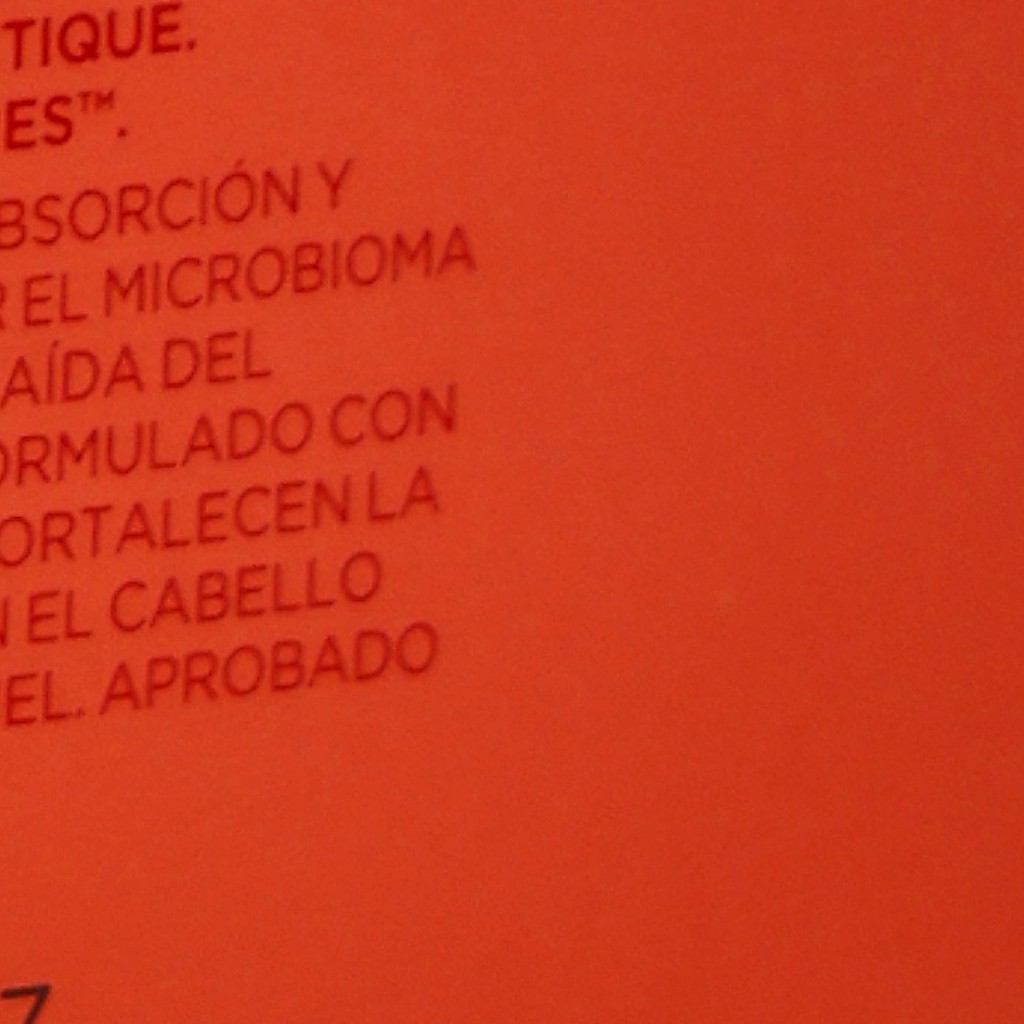 TIQUE.
ES™.
BSORCIÓN Y
R EL MICROBIOMA
AÍDA DEL
ORMULADO CON
ORTALECEN LA
N EL CABELLO
EL. APROBADO
Z